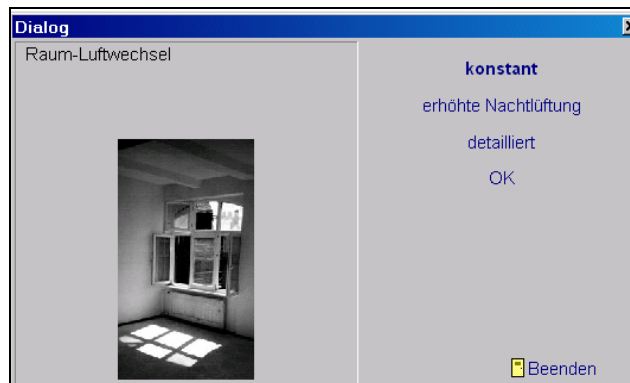 Dialog
Raum-Luftwechsel
konstant
erhöhte Nachtlüftung
detailliert
OK
Beenden